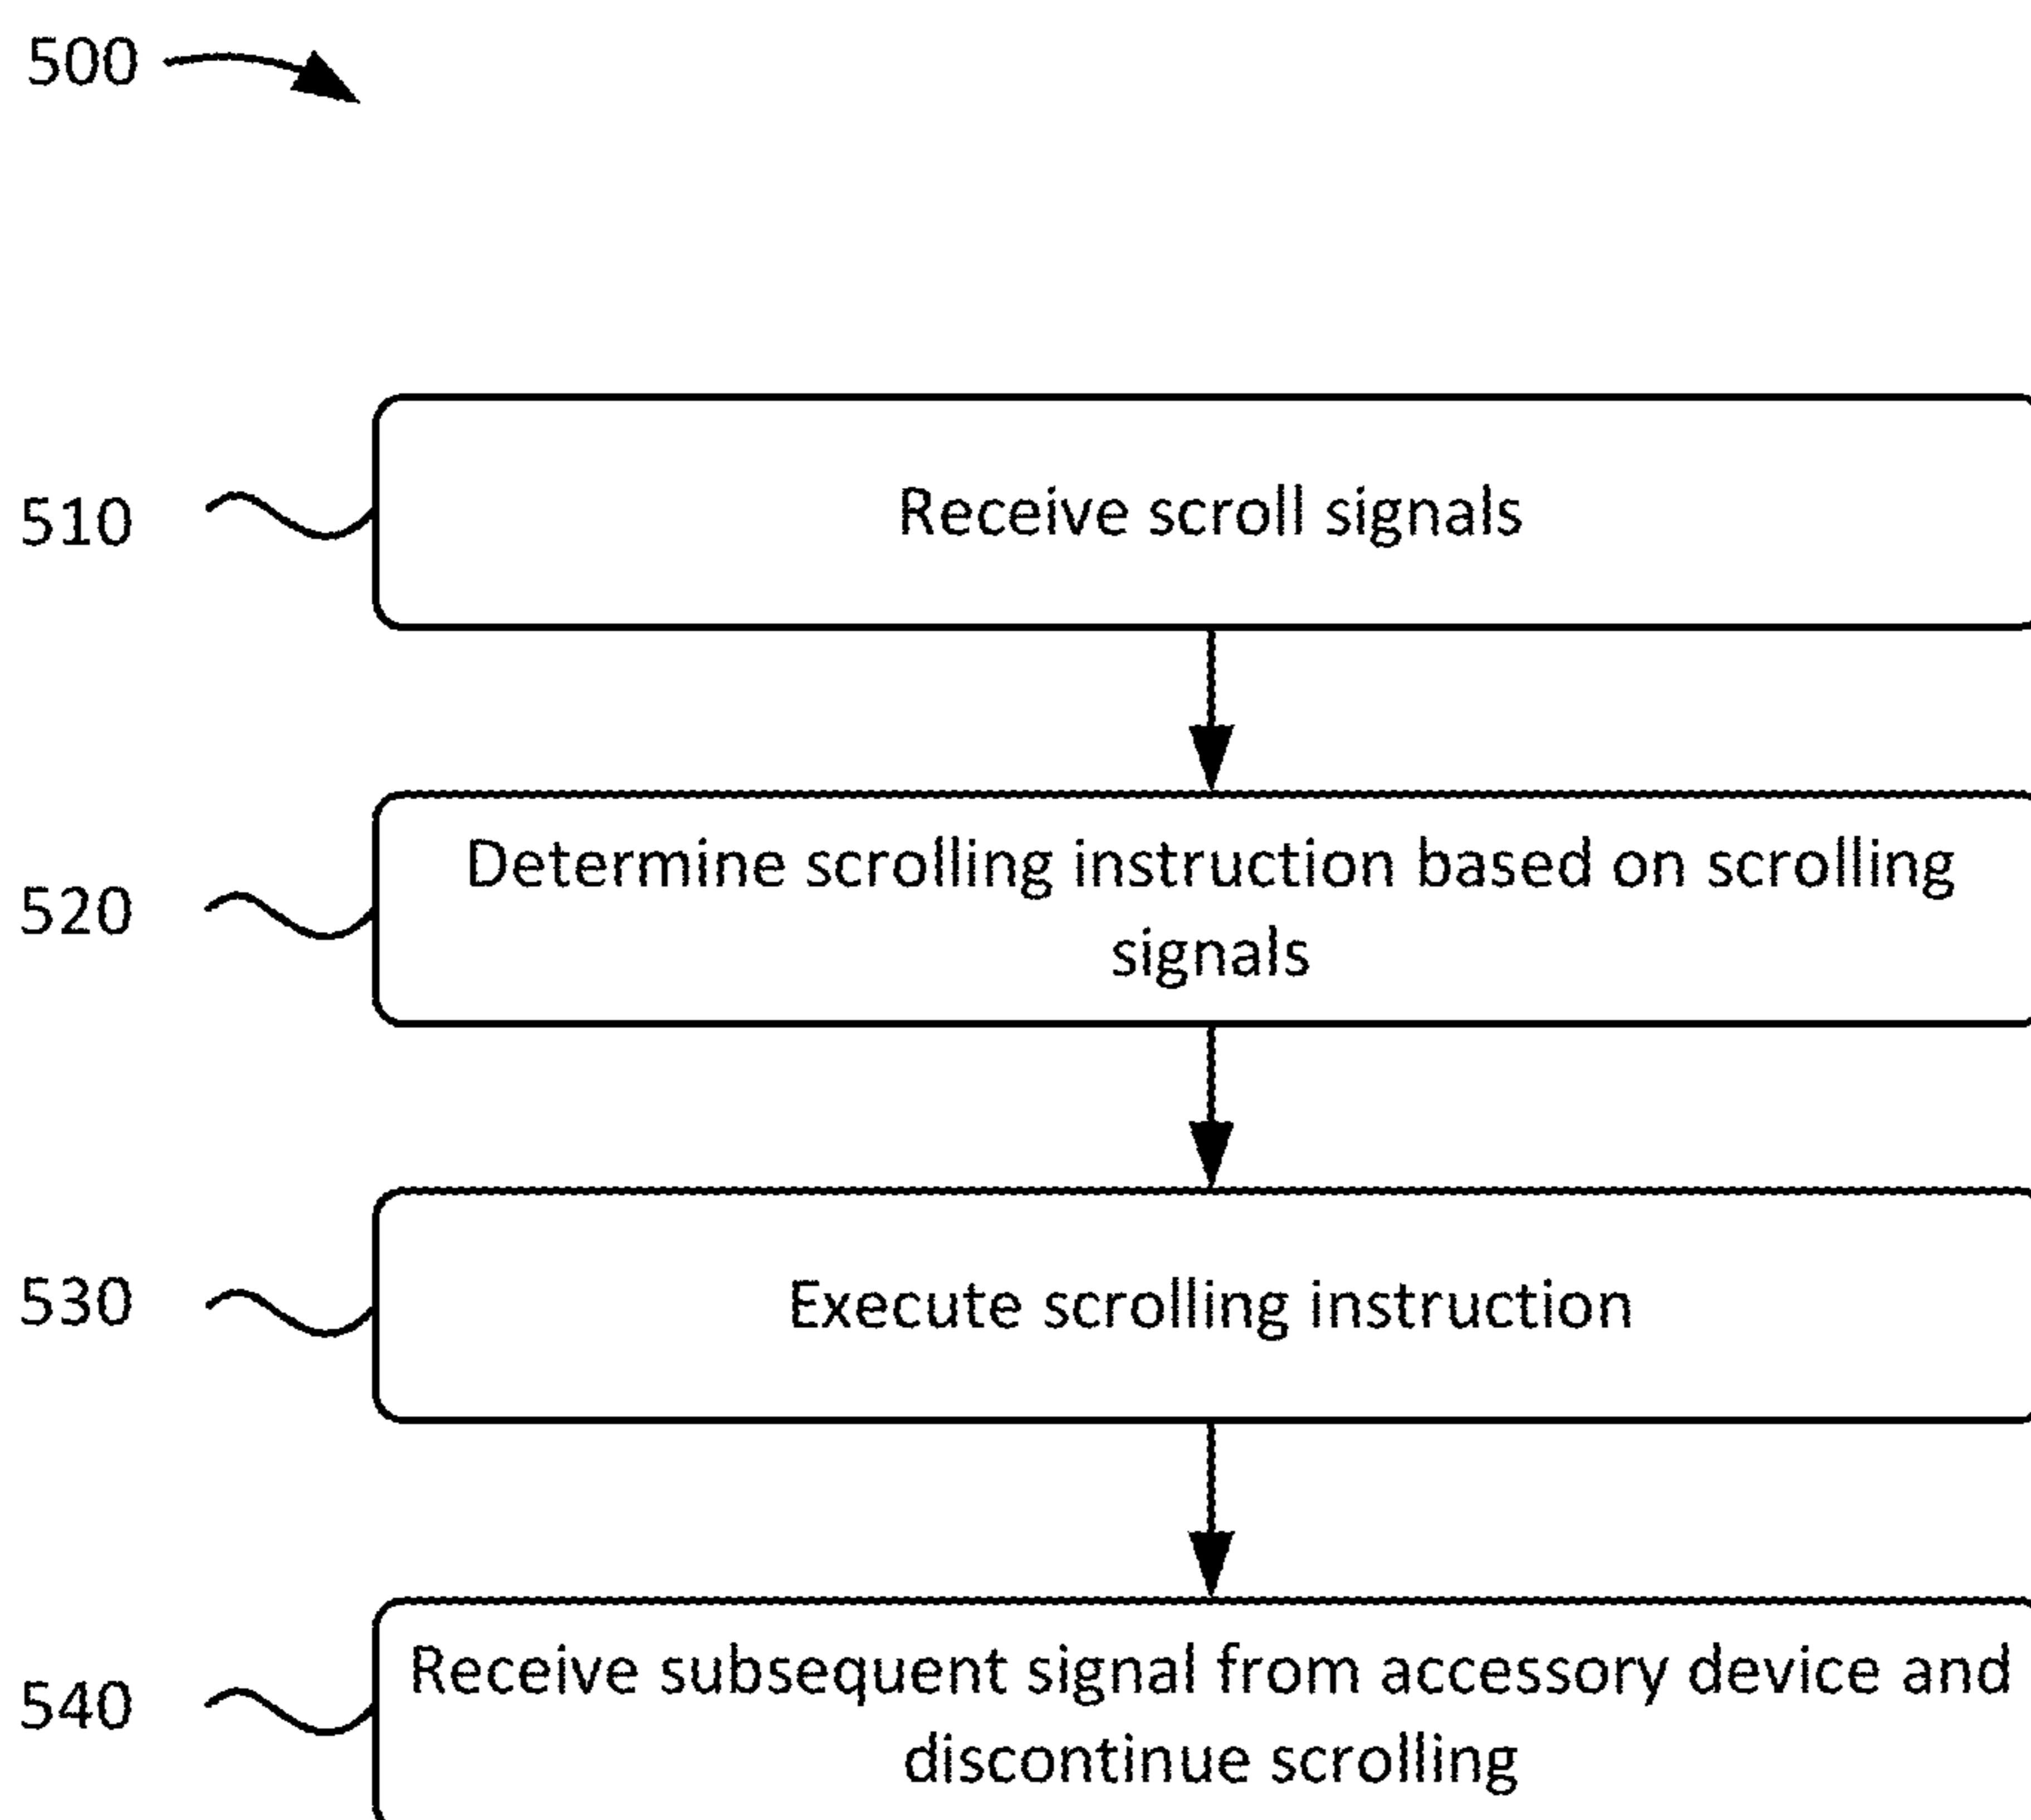 500
510
Receive scroll signals
520
Determine scrolling instruction based on scrolling
signals
530
Execute scrolling instruction
540
Receive subsequent signal from accessory device and
discontinue scrolling